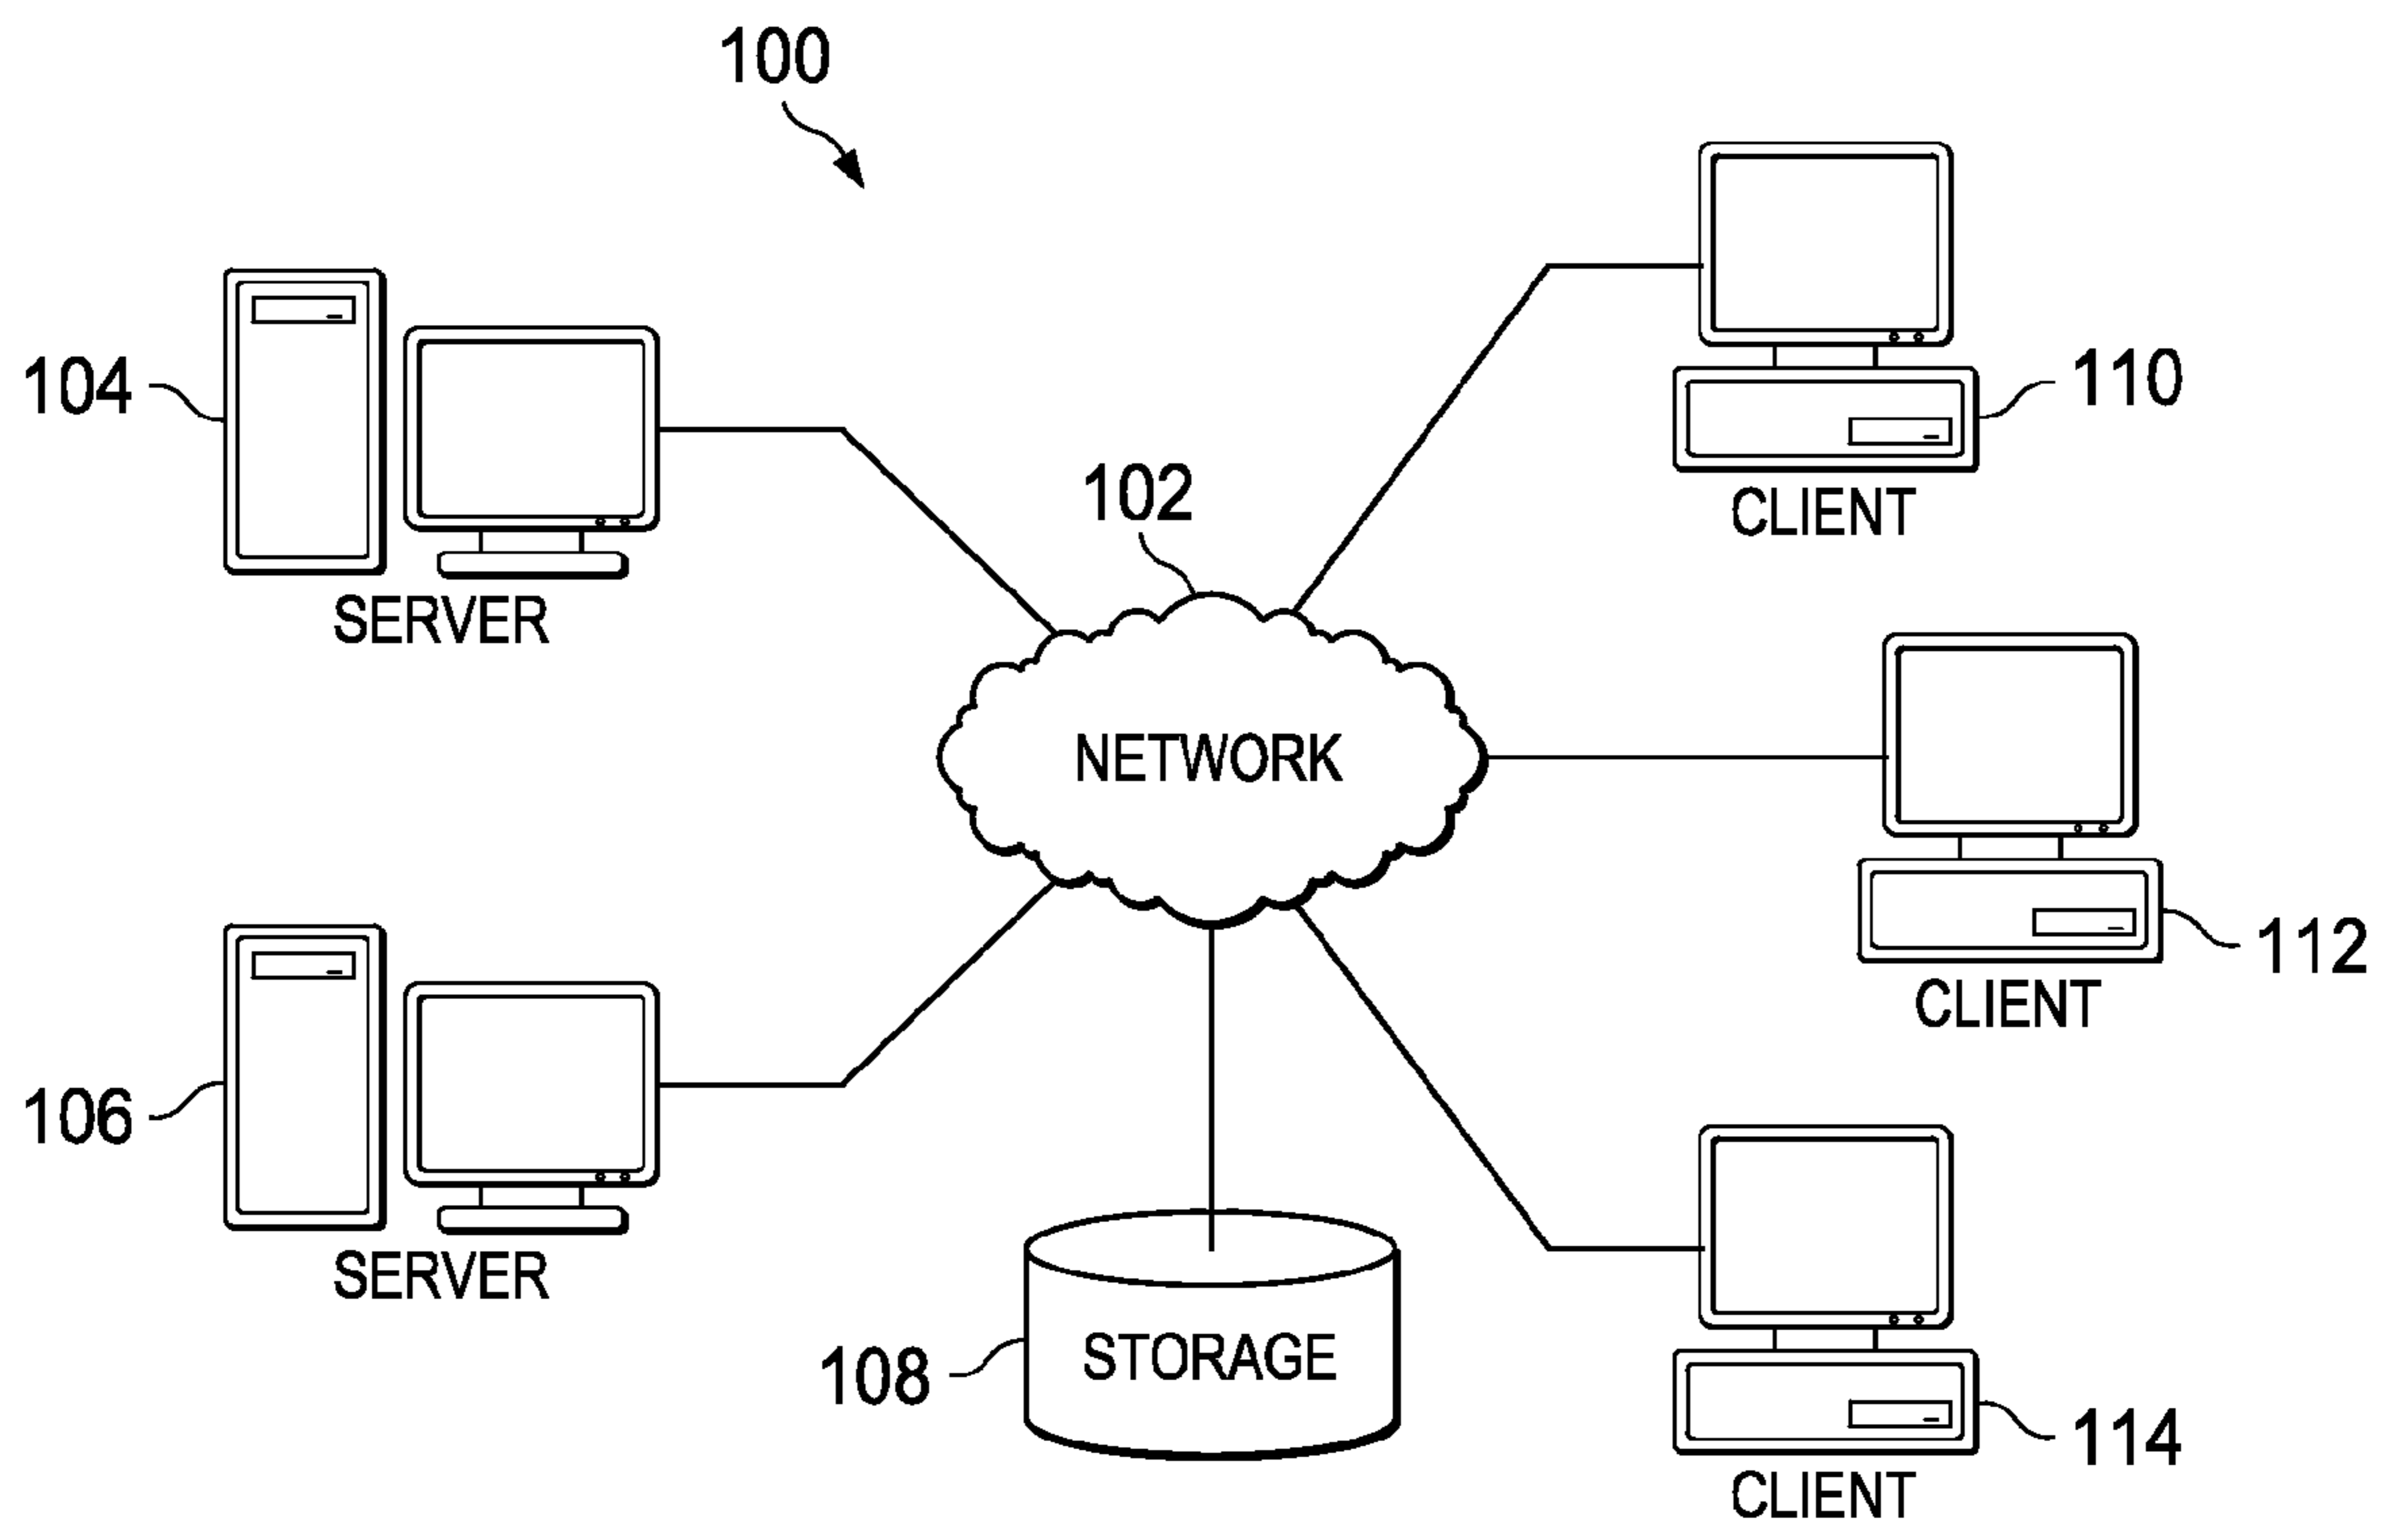 100
104
SERVER
110
CLIENT
102
NETWORK
112
CLIENT
106
SERVER
108
STORAGE
114
CLIENT